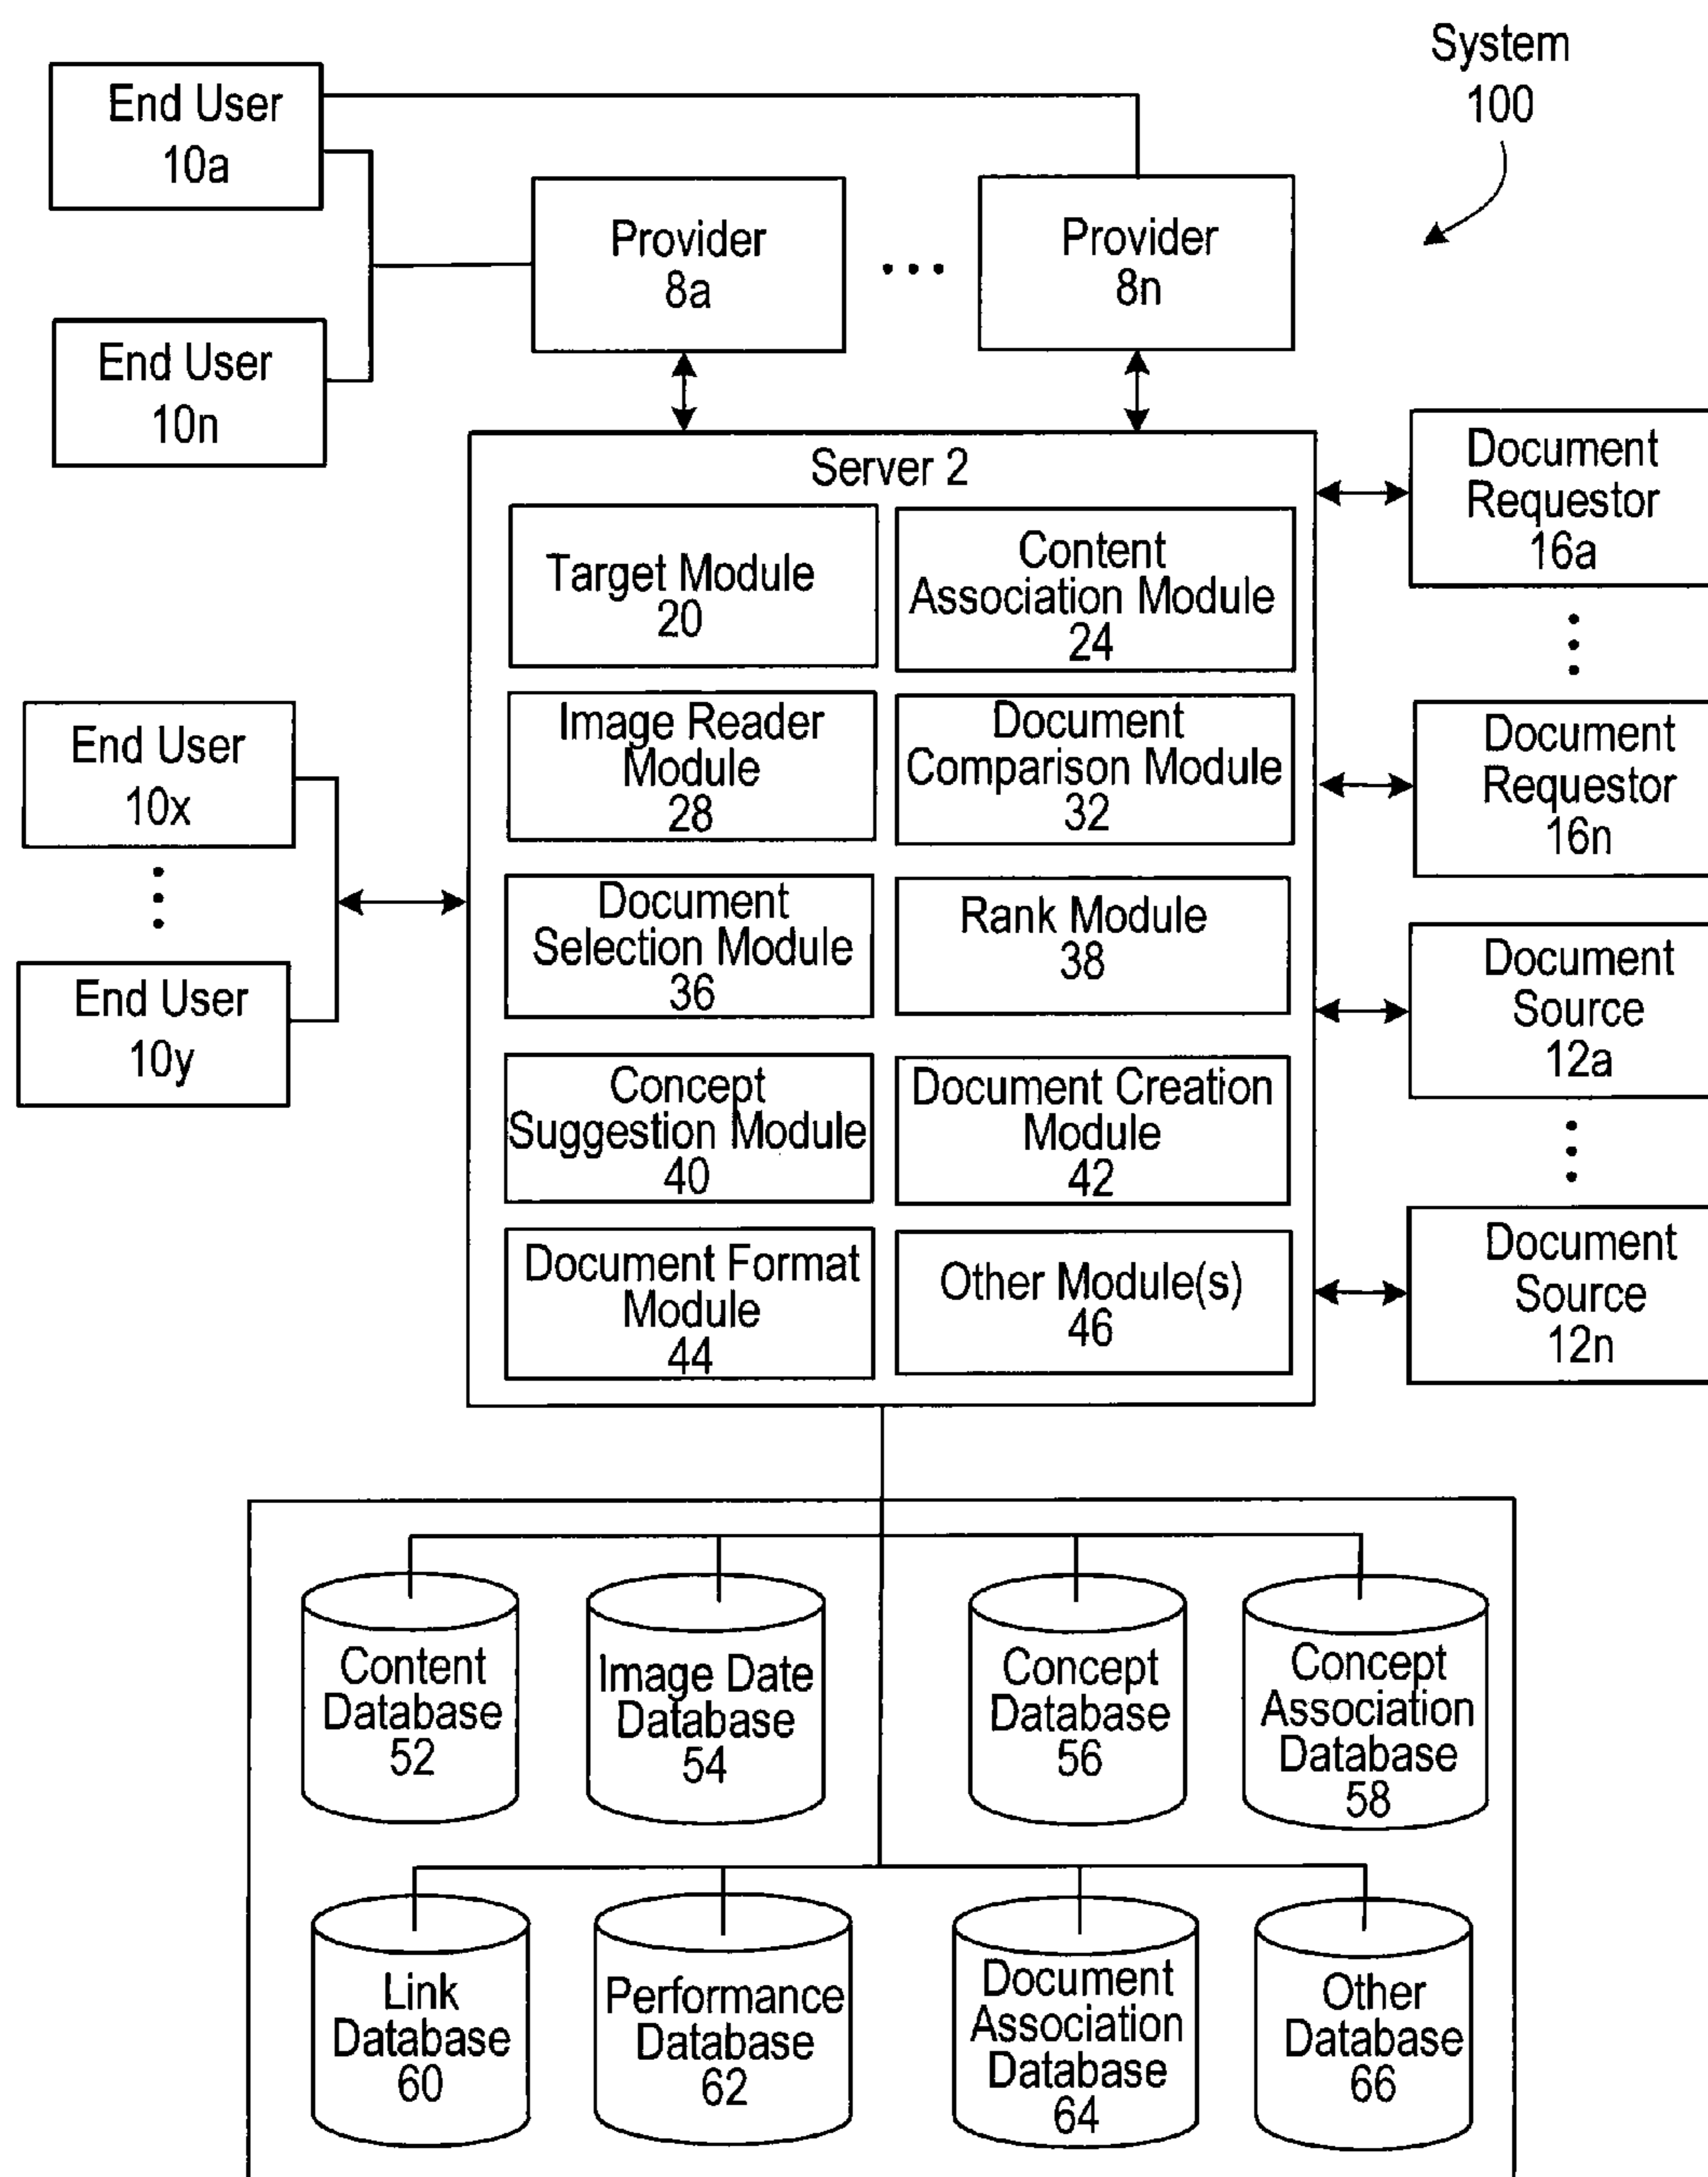 System
100
End User
10a
Provider
8a
...
Provider
8n
End User
10n
Server 2
Target Module
20
Content
Association Module
24
Image Reader
Module
28
Document
Comparison Module
32
Document
Selection Module
36
Rank Module
38
Concept
Suggestion Module
40
Document Creation
Module
42
Document Format
Module
44
Other Module(s)
46
Document
Requestor
16a
Document
Requestor
16n
Document
Source
12a
Document
Source
12n
End User
10x
End User
10y
Content
Database
52
Image Date
Database
54
Concept
Database
56
Concept
Association
Database
58
Link
Database
60
Performance
Database
62
Document
Association
Database
64
Other
Database
66